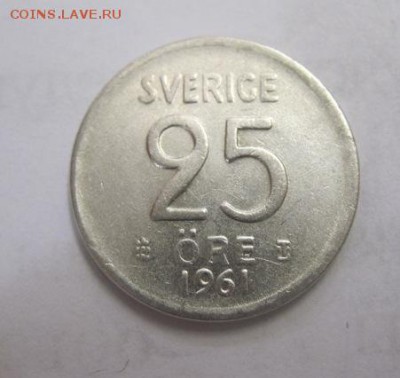 COINS.LAVE.RU
SVERIGE
25
ÖRE
1961